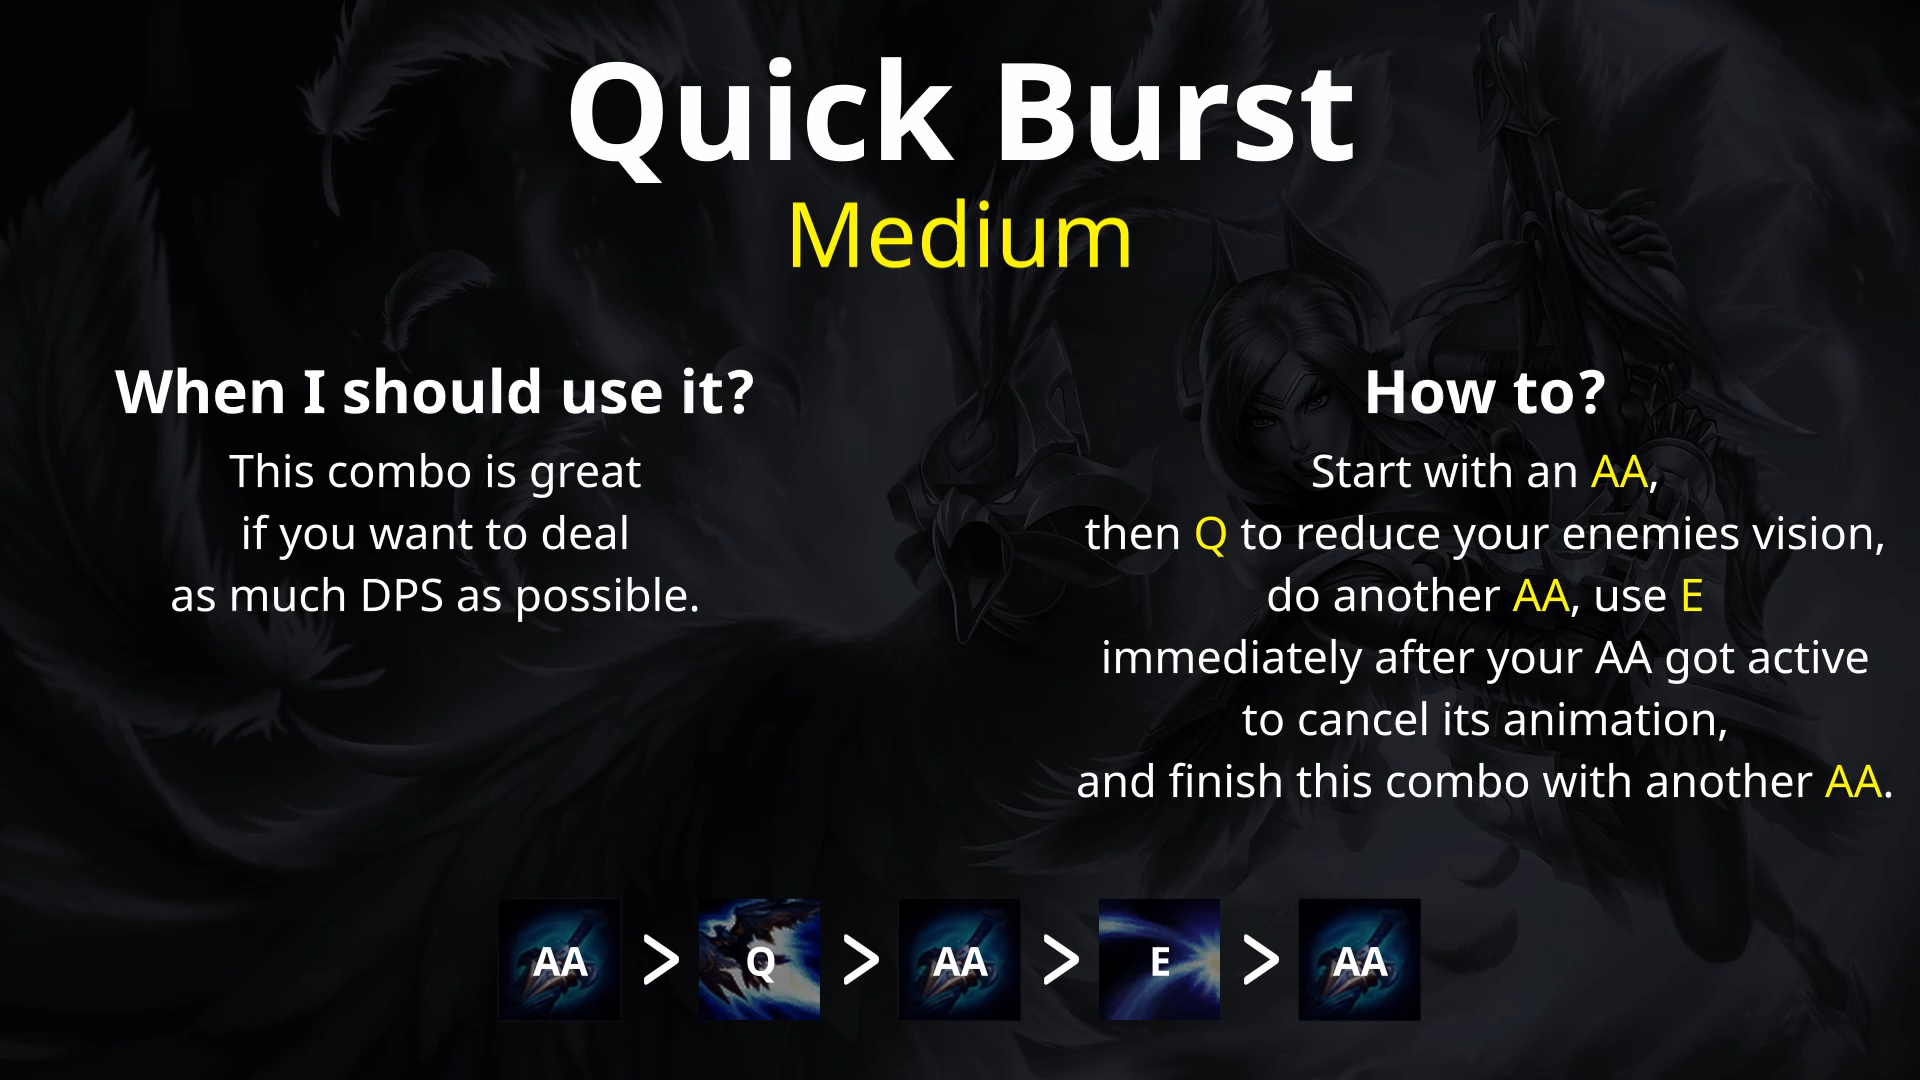 Quick Burst
Medium
When I should use it?
This combo is great
if you want to deal
as much DPS as possible.
How to?
Start with an AA,
then Q to reduce your enemies vision,
do another AA, use E
immediately after your AA got active
to cancel its animation,
and finish this combo with another AA.
AA > Q > AA > E > AA